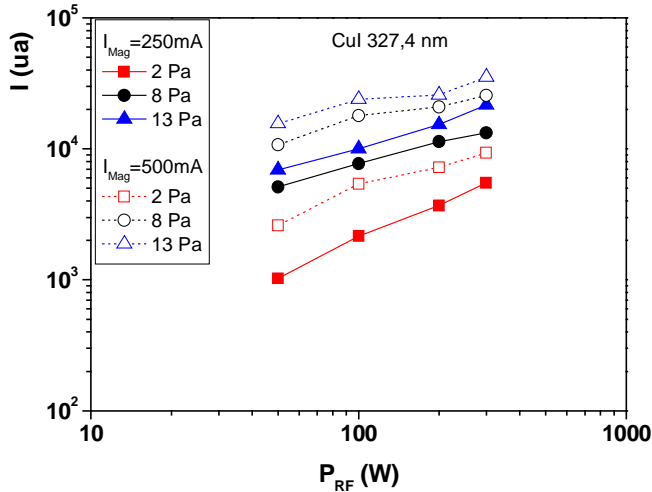 CuI 327,4 nm
I_Mag=250mA
2 Pa
8 Pa
13 Pa
I_Mag=500mA
2 Pa
8 Pa
13 Pa
I (ua)
10^5
10^4
10^3
10^2
10 100 1000
P_RF (W)